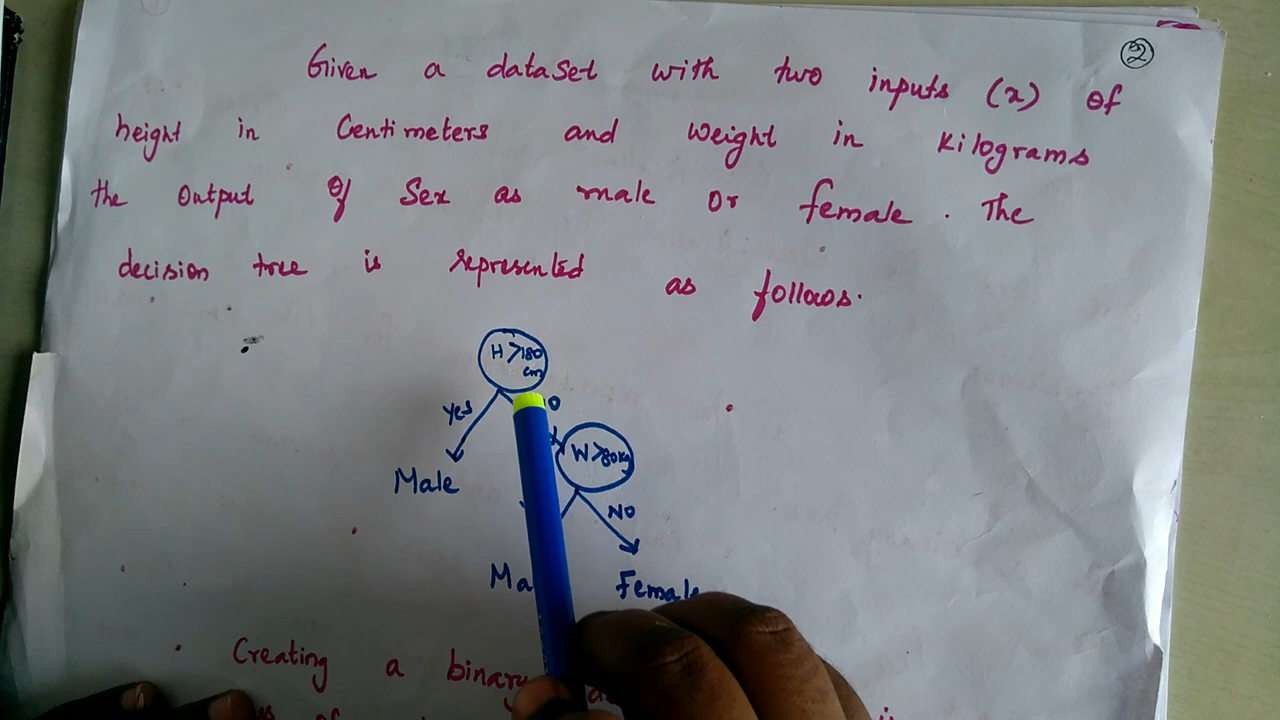 2
Given a dataset with two inputs (x) of
height in Centimeters and Weight in Kilograms
the Output of Sex as male or female. The
decision tree is represented as follows.
H >180
cm
Yes
W >80kg
Male
NO
Female
Creating a binary